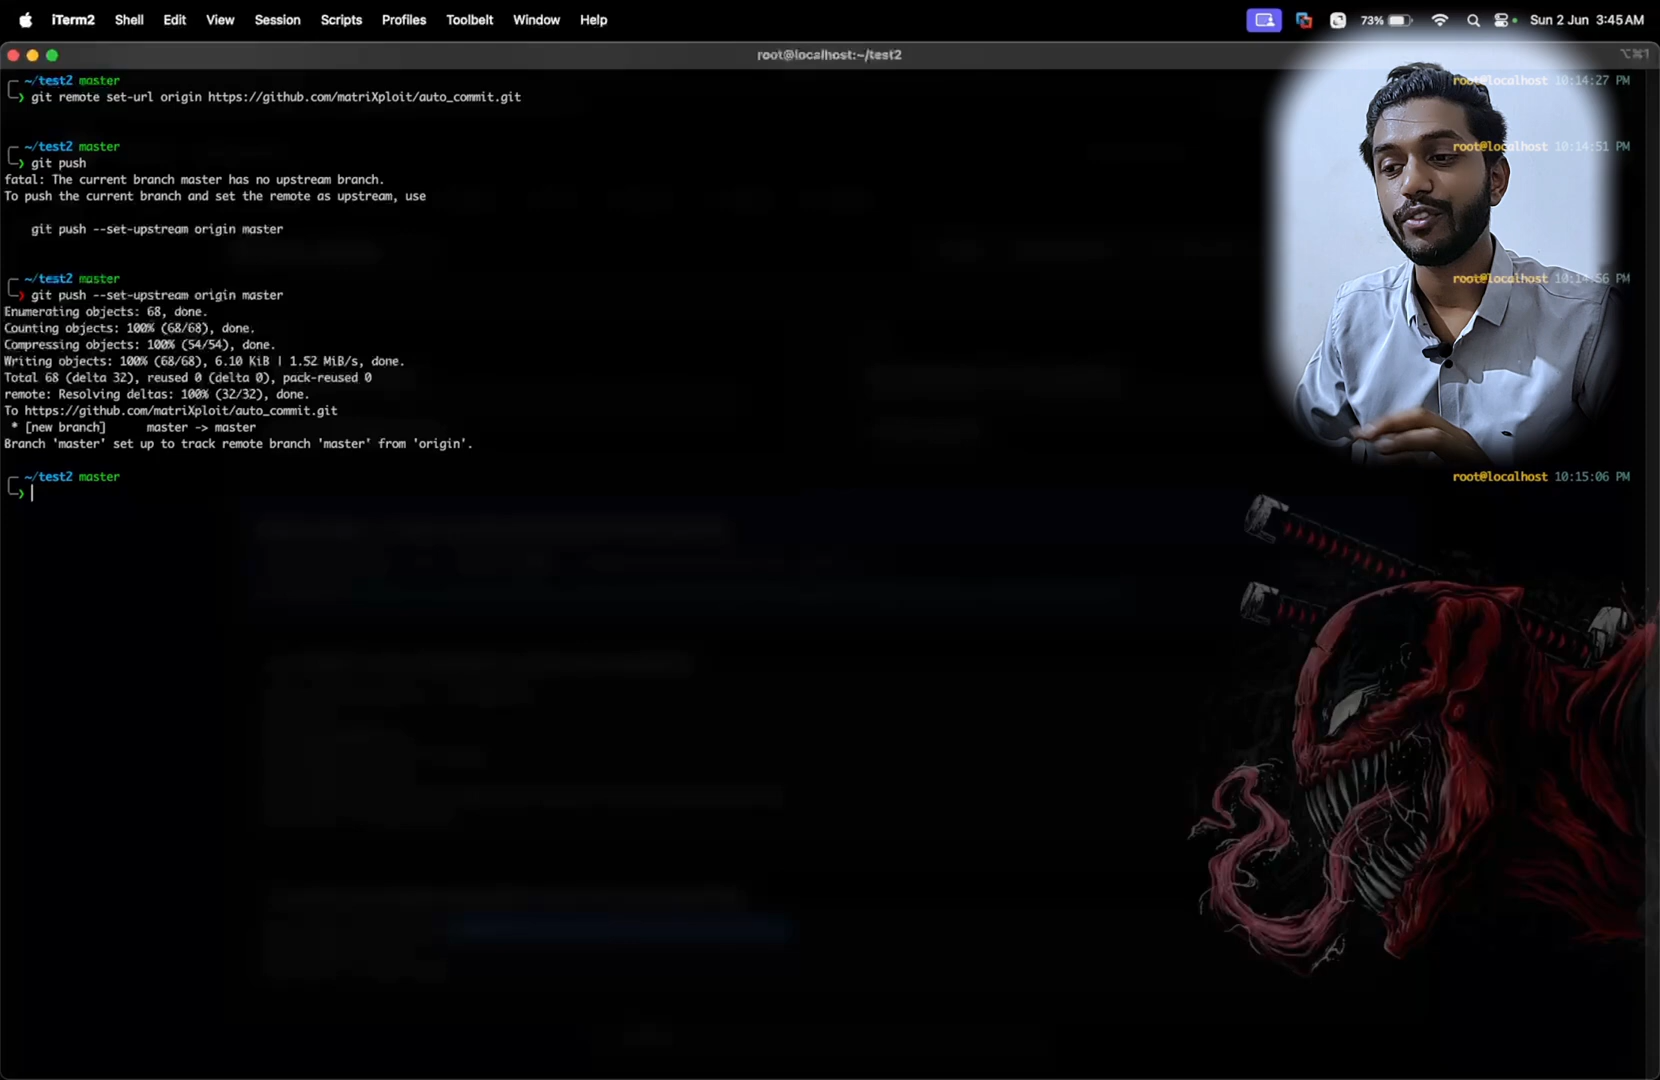 iTerm2 Shell Edit View Session Scripts Profiles Toolbelt Window Help 73% Sun 2 Jun 3:45 AM
root@localhost:~/test2 ⌥⌘1
~/test2 master root@localhost 10:14:27 PM
❯ git remote set-url origin https://github.com/matriXploit/auto_commit.git
~/test2 master root@localhost 10:14:51 PM
❯ git push
fatal: The current branch master has no upstream branch.
To push the current branch and set the remote as upstream, use
git push --set-upstream origin master
~/test2 master root@localhost 10:14:56 PM
❯ git push --set-upstream origin master
Enumerating objects: 68, done.
Counting objects: 100% (68/68), done.
Compressing objects: 100% (54/54), done.
Writing objects: 100% (68/68), 6.10 KiB | 1.52 MiB/s, done.
Total 68 (delta 32), reused 0 (delta 0), pack-reused 0
remote: Resolving deltas: 100% (32/32), done.
To https://github.com/matriXploit/auto_commit.git
* [new branch] master -> master
Branch 'master' set up to track remote branch 'master' from 'origin'.
~/test2 master root@localhost 10:15:06 PM
❯